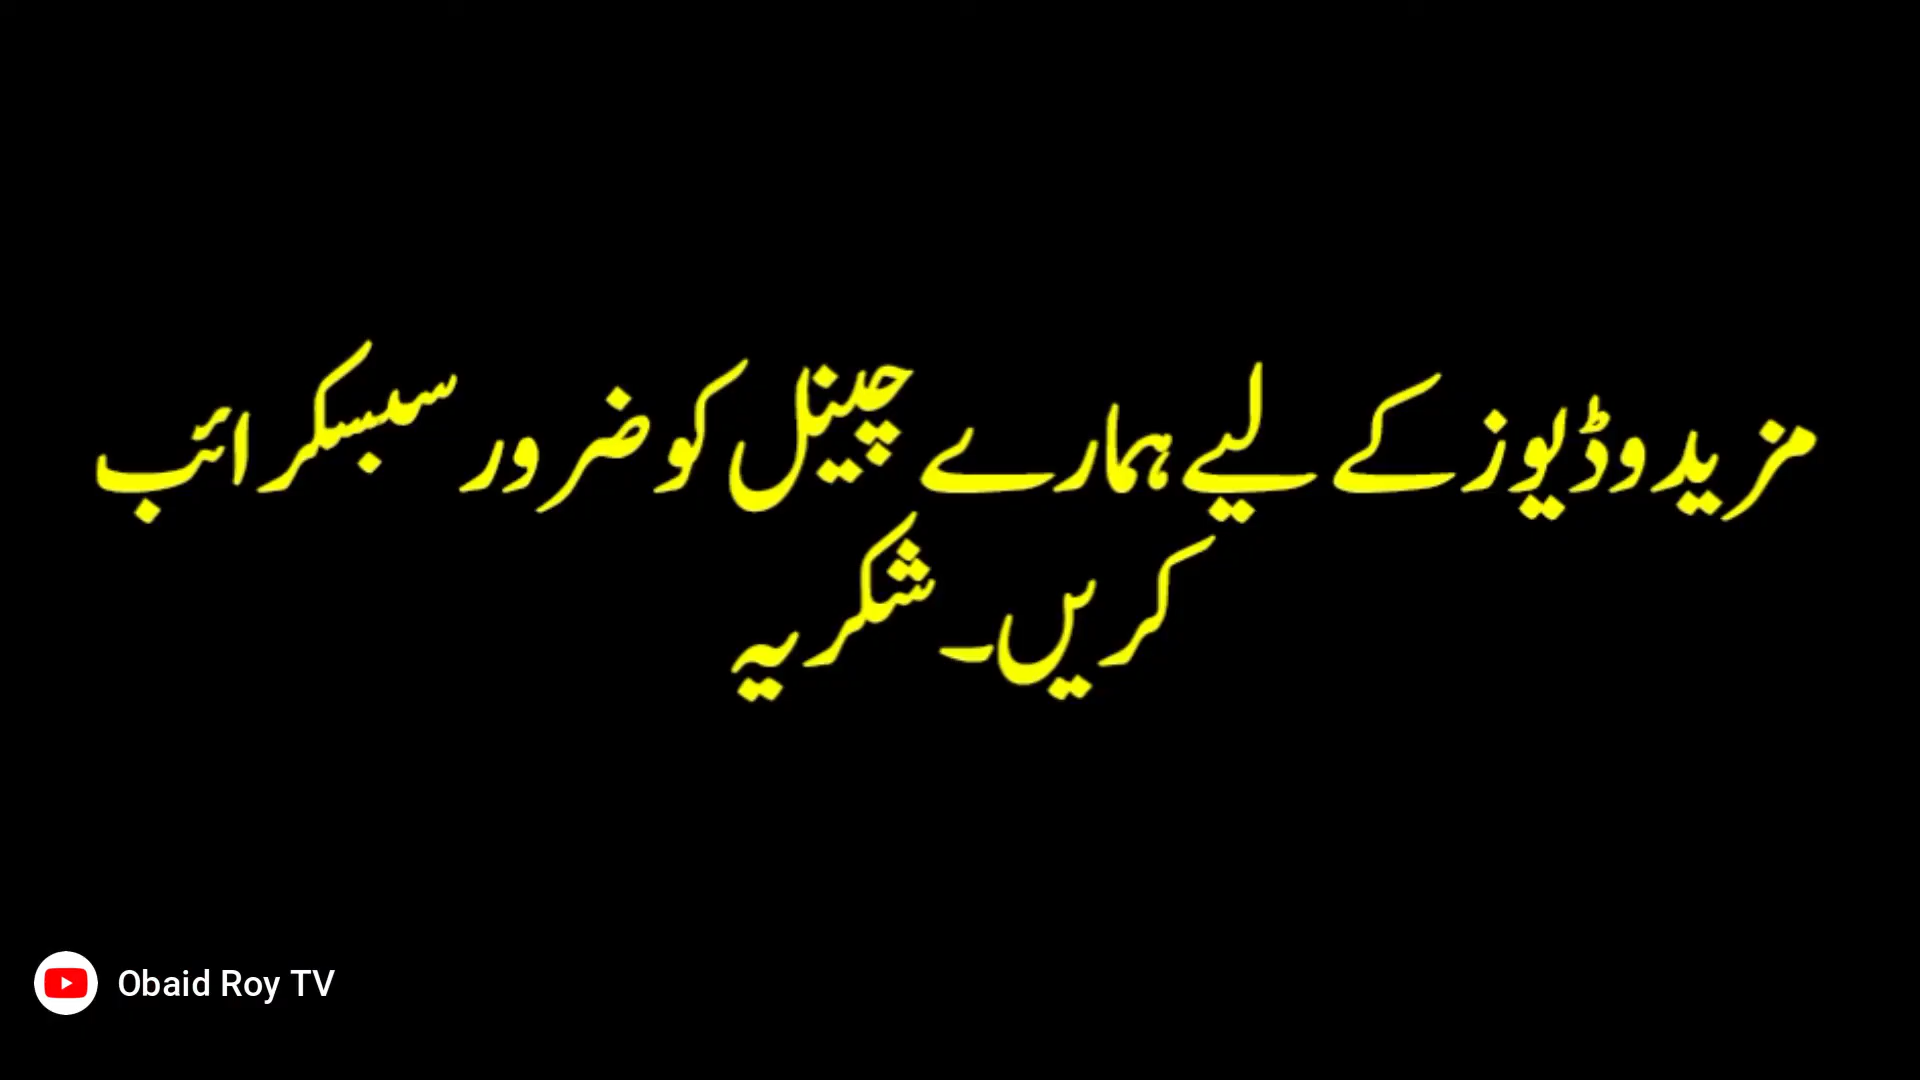 مزید وڈیوز کے لیے ہمارے چینل کو ضرور سبسکرائب
کریں۔ شکریہ
Obaid Roy TV